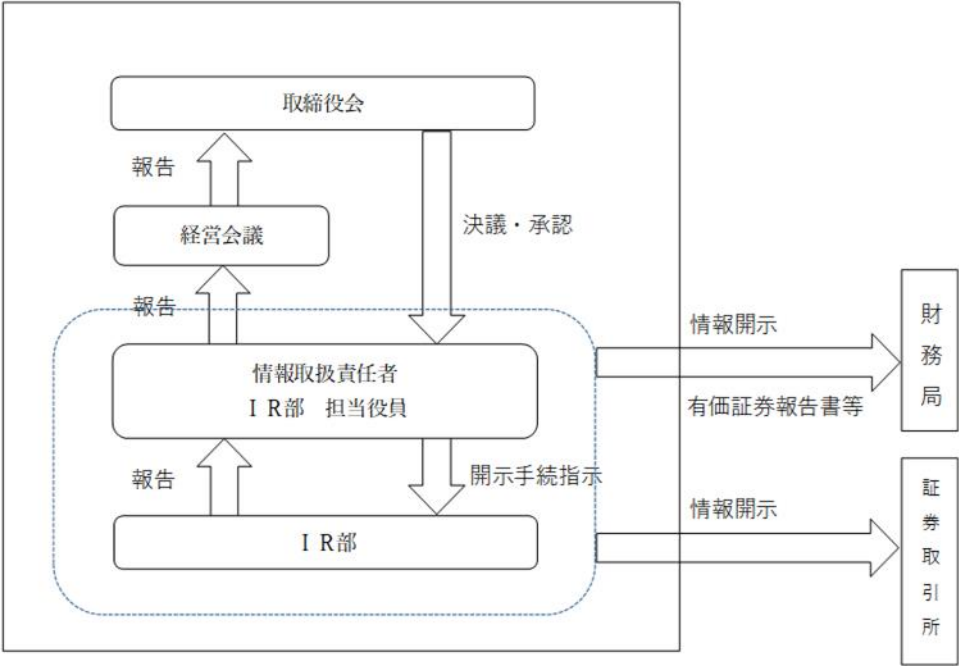 取締役会
報告
決議・承認
経営会議
報告
情報開示
財務局
情報取扱責任者
ＩＲ部　担当役員
有価証券報告書等
報告
開示手続指示
情報開示
証券取引所
ＩＲ部